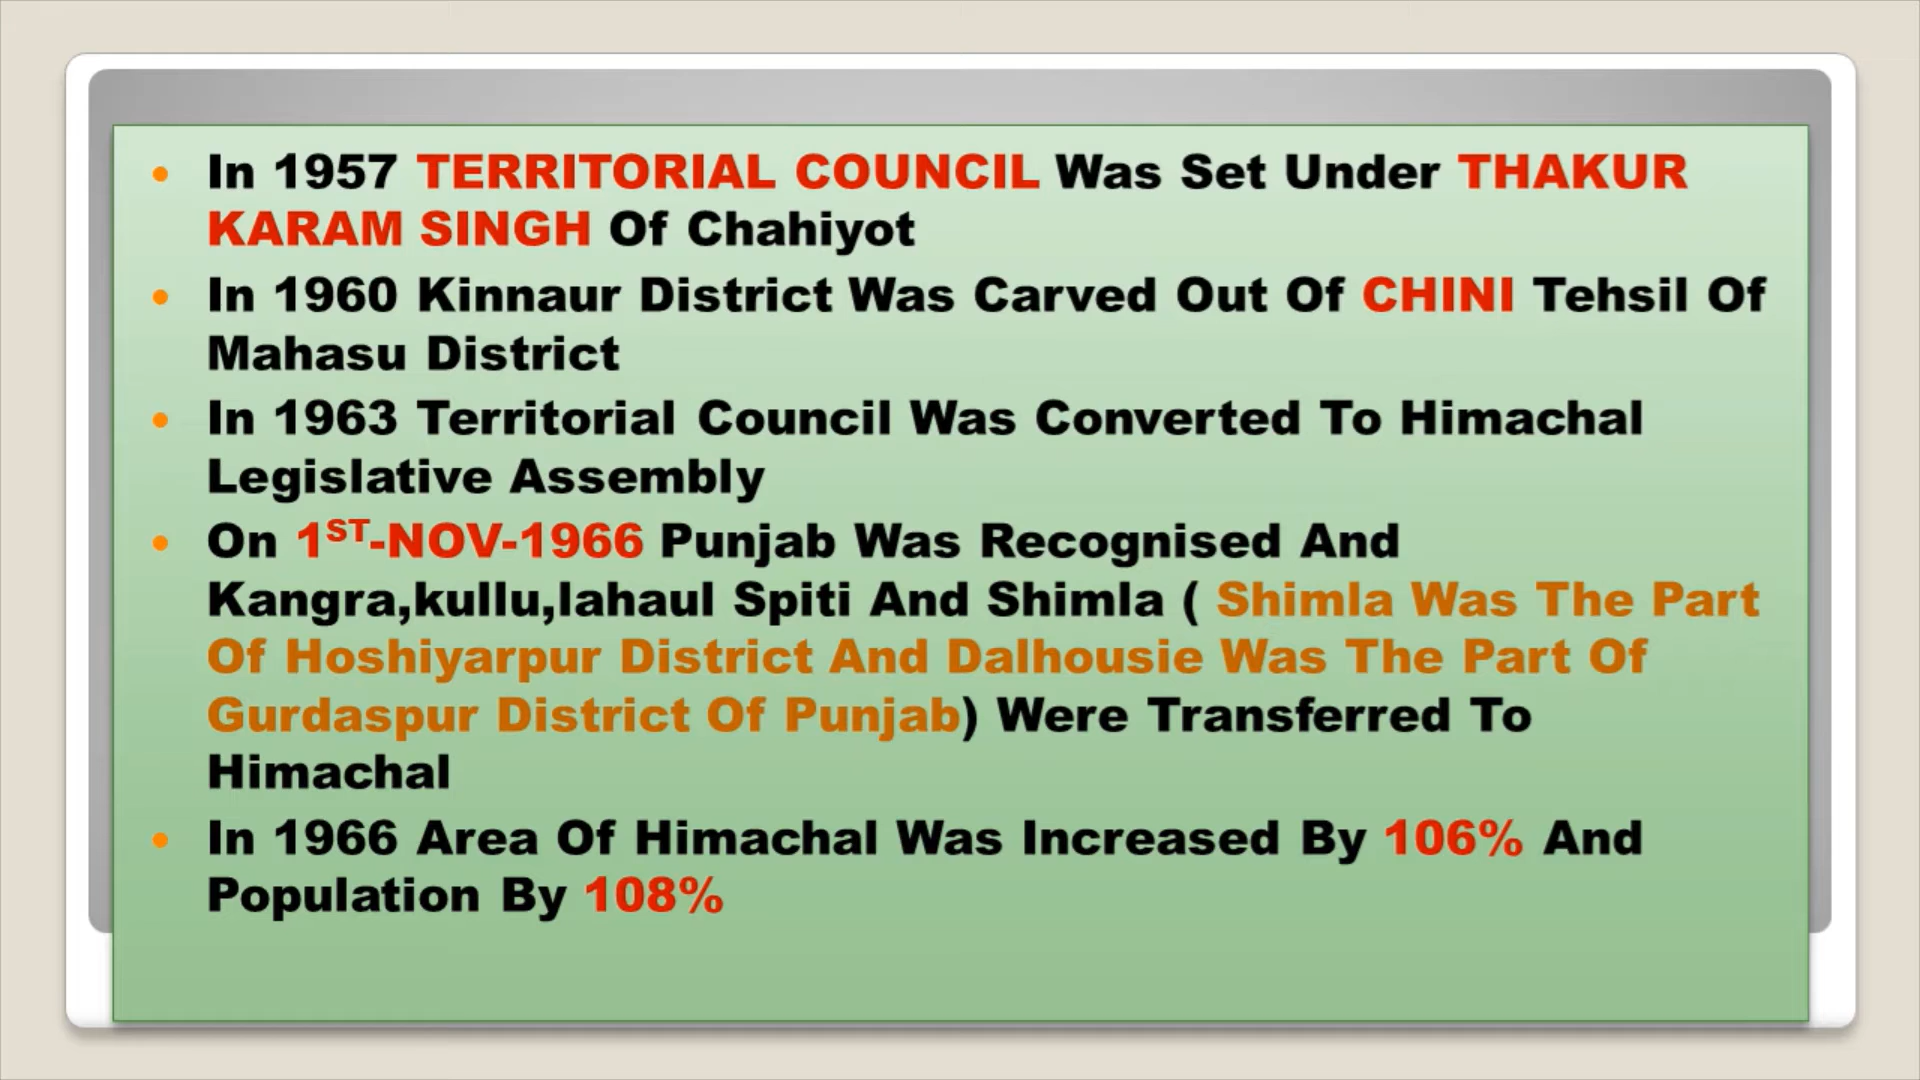 In 1957 TERRITORIAL COUNCIL Was Set Under THAKUR
KARAM SINGH Of Chahiyot
In 1960 Kinnaur District Was Carved Out Of CHINI Tehsil Of
Mahasu District
In 1963 Territorial Council Was Converted To Himachal
Legislative Assembly
On 1ST-NOV-1966 Punjab Was Recognised And
Kangra,kullu,lahaul Spiti And Shimla ( Shimla Was The Part
Of Hoshiyarpur District And Dalhousie Was The Part Of
Gurdaspur District Of Punjab) Were Transferred To
Himachal
In 1966 Area Of Himachal Was Increased By 106% And
Population By 108%